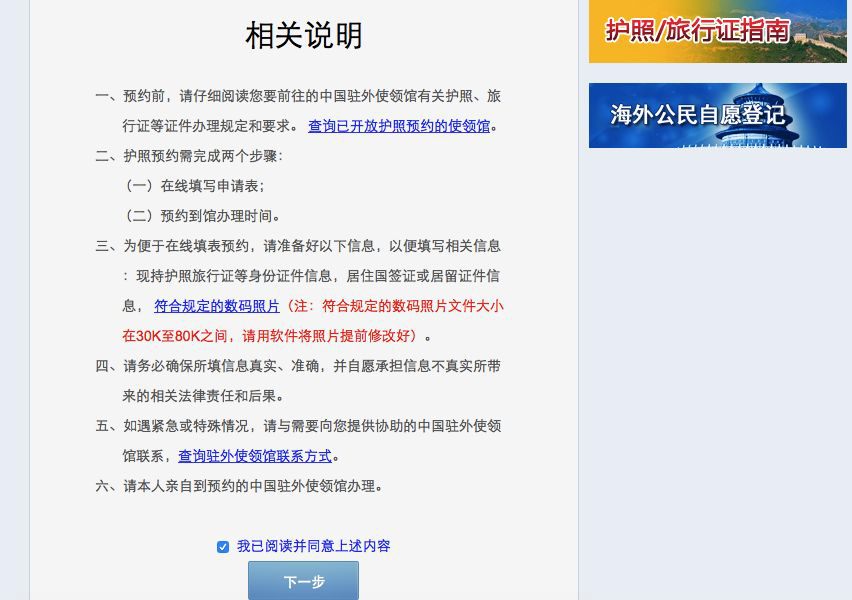 相关说明
一、预约前，请仔细阅读您要前往的中国驻外使领馆有关护照、旅
行证等证件办理规定和要求。 查询已开放护照预约的使领馆。
二、护照预约需完成两个步骤：
（一）在线填写申请表；
（二）预约到馆办理时间。
三、为便于在线填表预约，请准备好以下信息，以便填写相关信息
：现持护照旅行证等身份证件信息，居住国签证或居留证件信
息， 符合规定的数码照片（注：符合规定的数码照片文件大小
在30K至80K之间，请用软件将照片提前修改好）。
四、请务必确保所填信息真实、准确，并自愿承担信息不真实所带
来的相关法律责任和后果。
五、如遇紧急或特殊情况，请与需要向您提供协助的中国驻外使领
馆联系，查询驻外使领馆联系方式。
六、请本人亲自到预约的中国驻外使领馆办理。
我已阅读并同意上述内容
下一步
护照/旅行证指南
海外公民自愿登记